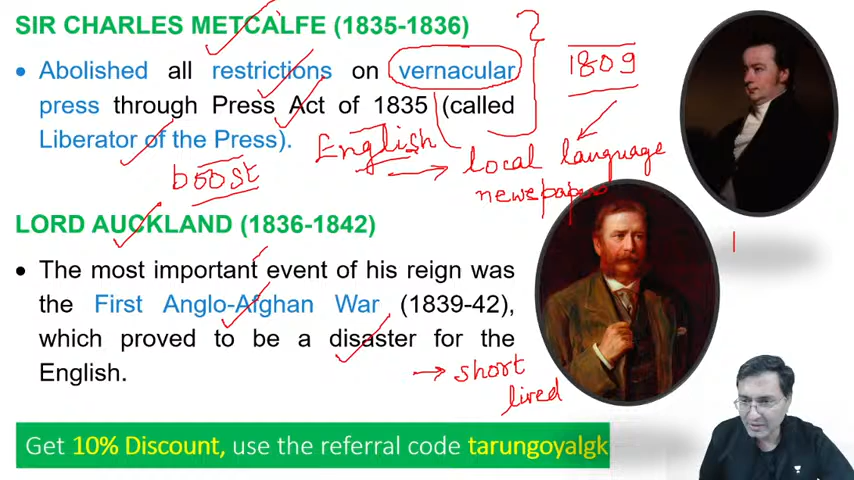 SIR CHARLES METCALFE (1835-1836)
• Abolished all restrictions on vernacular
press through Press Act of 1835 (called
Liberator of the Press).
1809
English → local language
newspapers
boost
LORD AUCKLAND (1836-1842)
• The most important event of his reign was
the First Anglo-Afghan War (1839-42),
which proved to be a disaster for the
English.
→ short
lived
Get 10% Discount, use the referral code tarungoyalgk